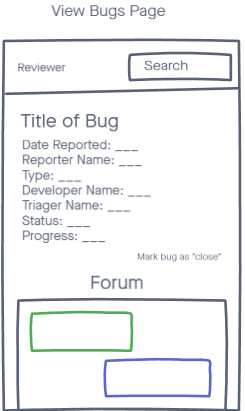 View Bugs Page
Reviewer
Search
Title of Bug
Date Reported: ___
Reporter Name: ___
Type: ___
Developer Name: ___
Triager Name: ___
Status: ___
Progress: ___
Mark bug as "close"
Forum